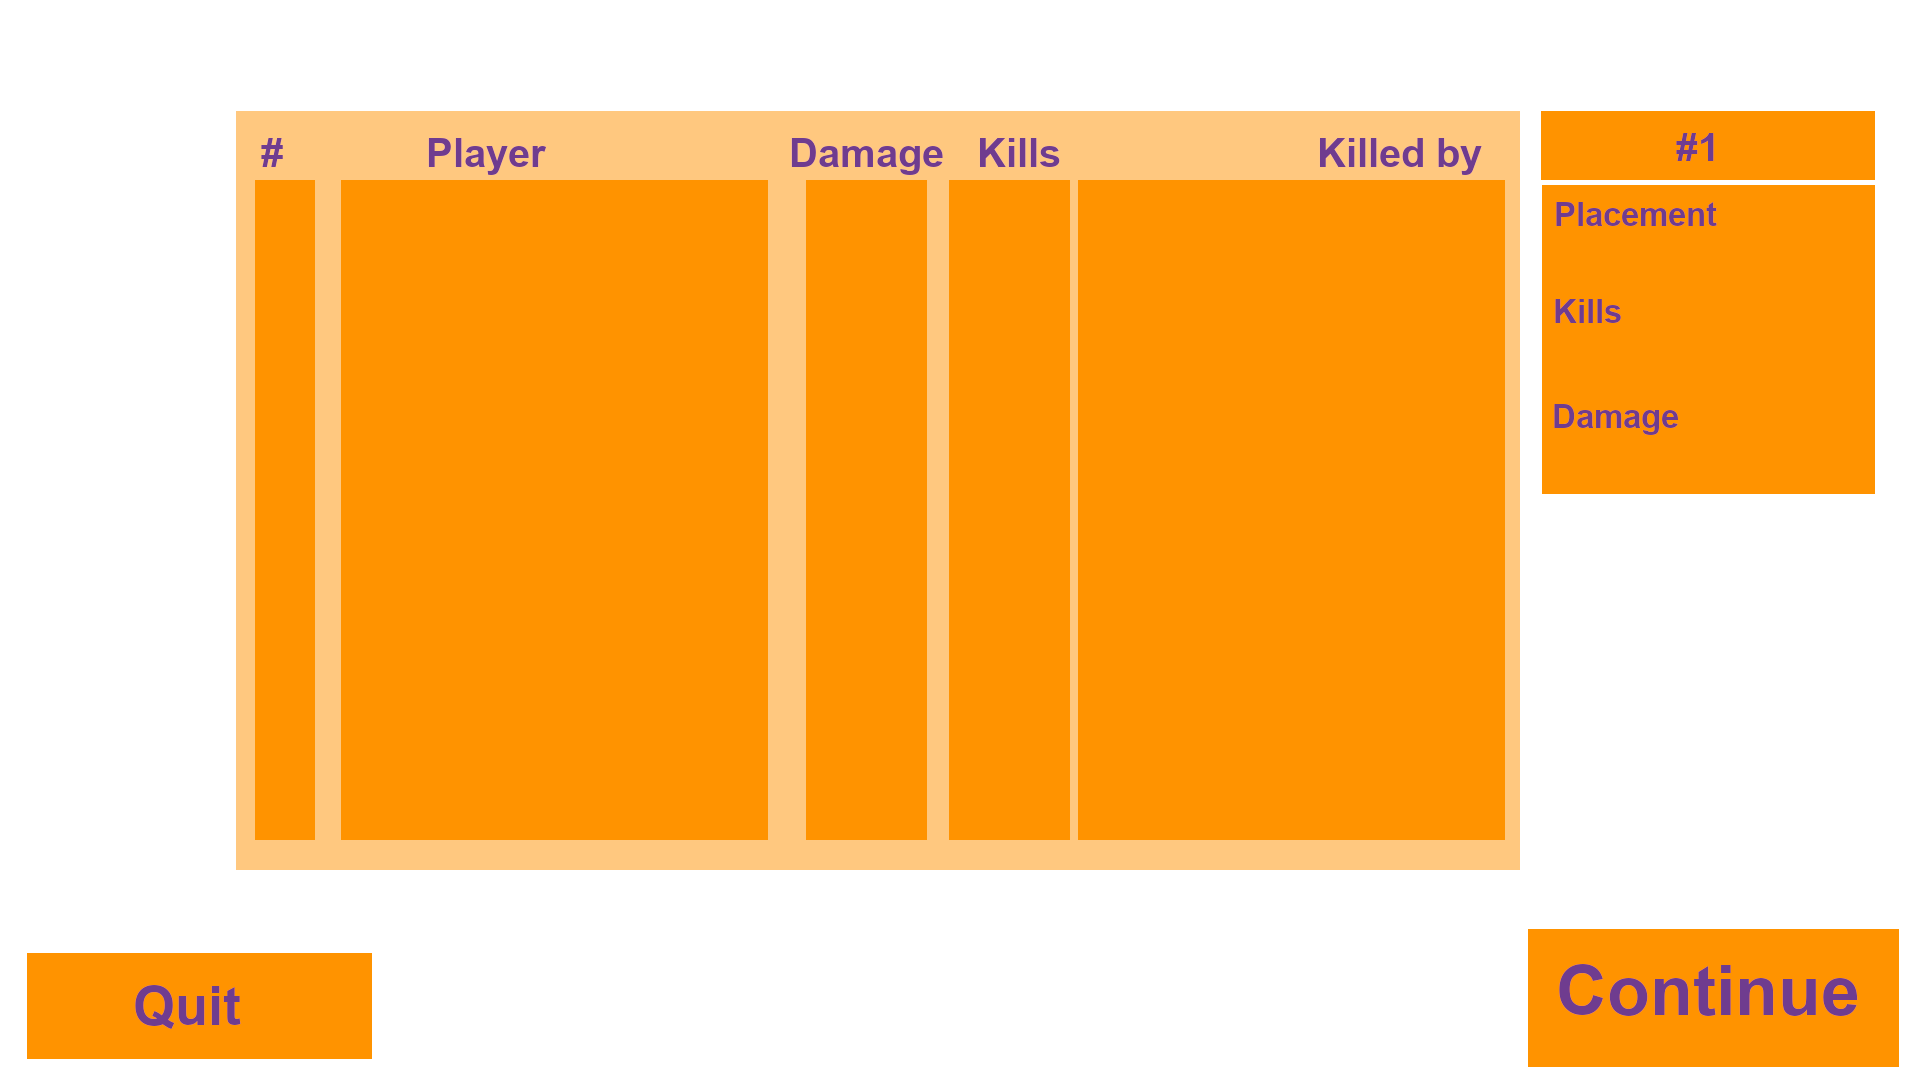 # Player Damage Kills Killed by
#1
Placement
Kills
Damage
Quit
Continue